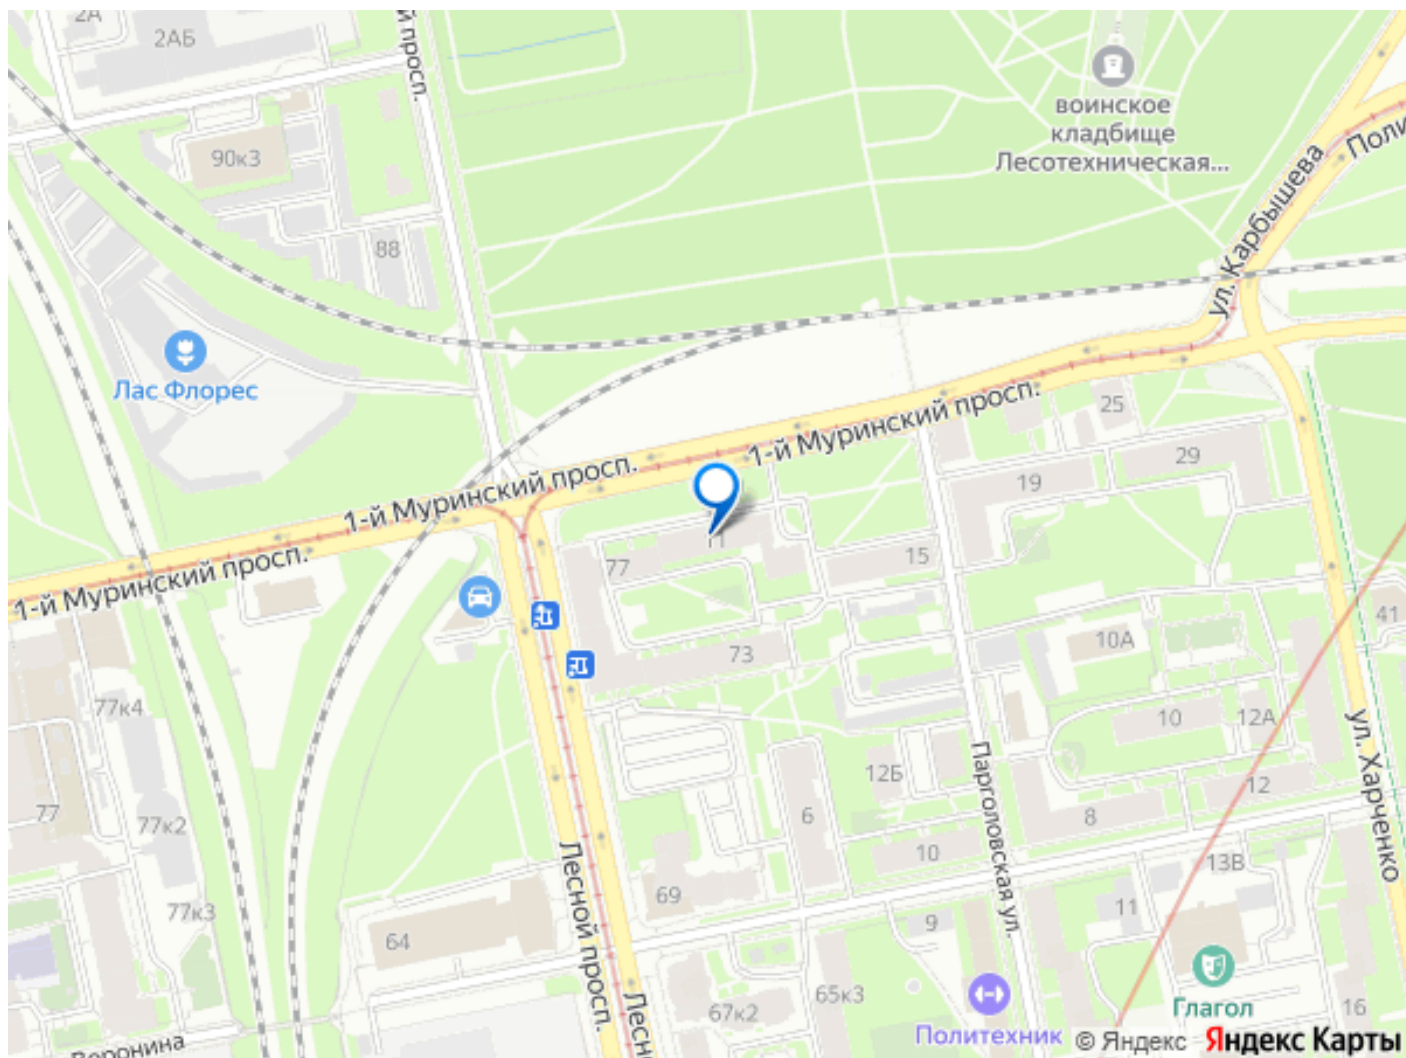 2А
2АБ
й просп.
воинское
кладбище
Лесотехническая...
Поли
90к3
ул. Карбышева
88
Лас Флорес
1-й Муринский просп.
25
1-й Муринский просп.
29
19
11
1-й Муринский просп.
77
15
41
10А
73
77к4
10
12А
ул. Харченко
Парголовская ул.
12Б
12
77
77к2
6
8
10
13В
Лесной просп.
69
77к3
11
9
64
65к3
Глагол
16
67к2
Лесн
Политехник
© Яндекс
Яндекс Карты